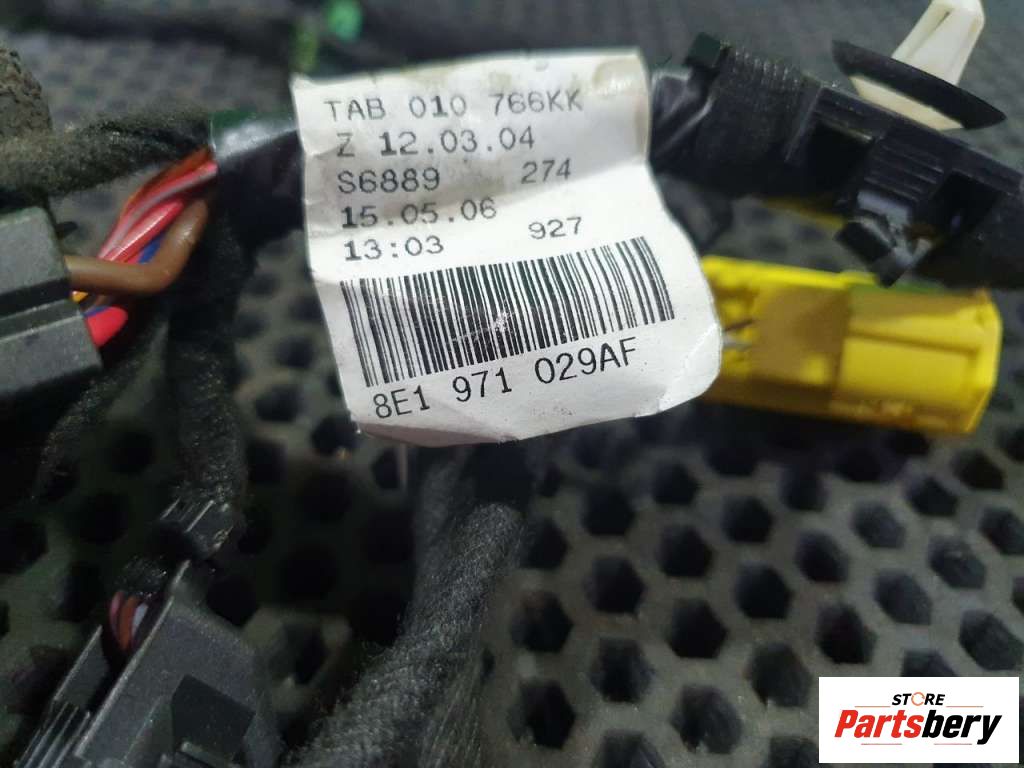 TAB 010 766KK
Z 12.03.04
S6889 274
15.05.06
13:03 927
8E1 971 029AF
STORE
Partsbery